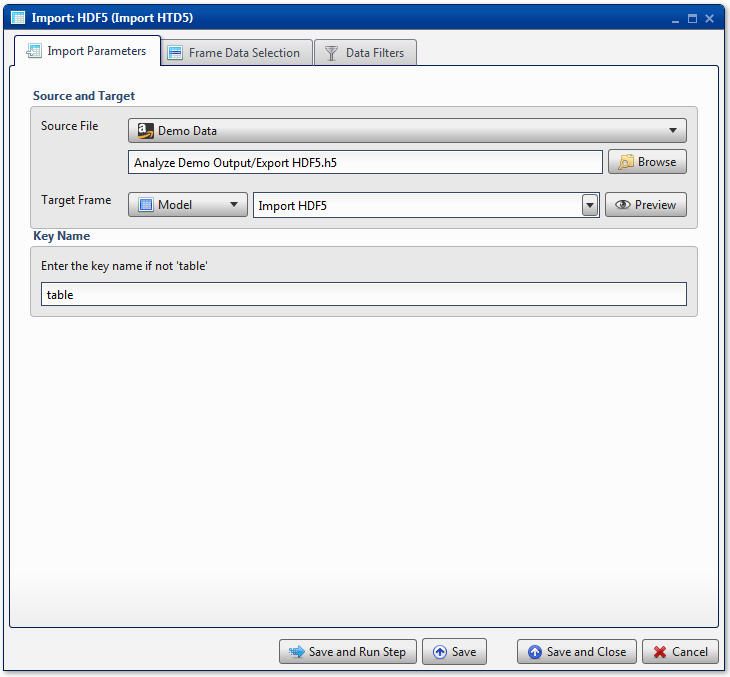 Import: HDF5 (Import HTD5)
Import Parameters Frame Data Selection Data Filters
Source and Target
Source File Demo Data
Analyze Demo Output/Export HDF5.h5 Browse
Target Frame Model Import HDF5 Preview
Key Name
Enter the key name if not 'table'
table
Save and Run Step Save Save and Close Cancel